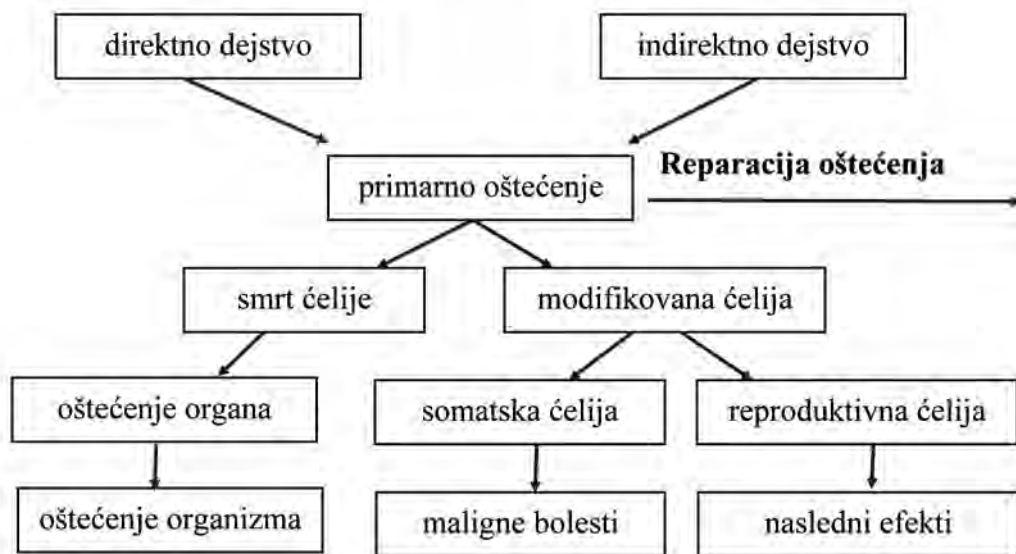 direktno dejstvo
indirektno dejstvo
primarno oštećenje
Reparacija oštećenja
smrt ćelije
modifikovana ćelija
oštećenje organa
somatska ćelija
reproduktivna ćelija
oštećenje organizma
maligne bolesti
nasledni efekti